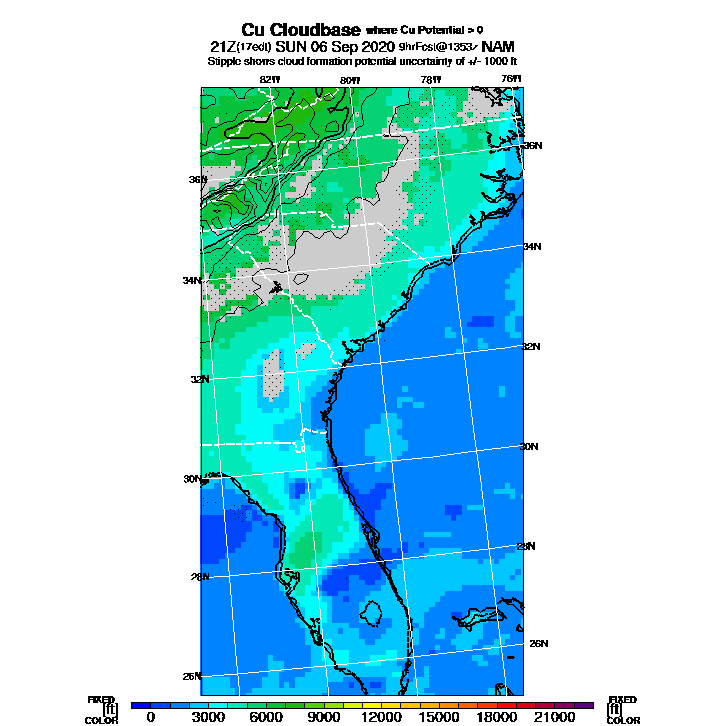 Cu Cloudbase where Cu Potential > 0
21Z(17edt) SUN 06 Sep 2020 9hrFcst@1353z NAM
Stipple shows cloud formation potential uncertainty of +/- 1000 ft
82W 80W 78W 76W
36N
36N
34N
34N
32N
32N
30N
30N
28N
28N
26N
26N
FIXED FIXED
[ft] [ft]
COLOR 0 3000 6000 9000 12000 15000 18000 21000 COLOR